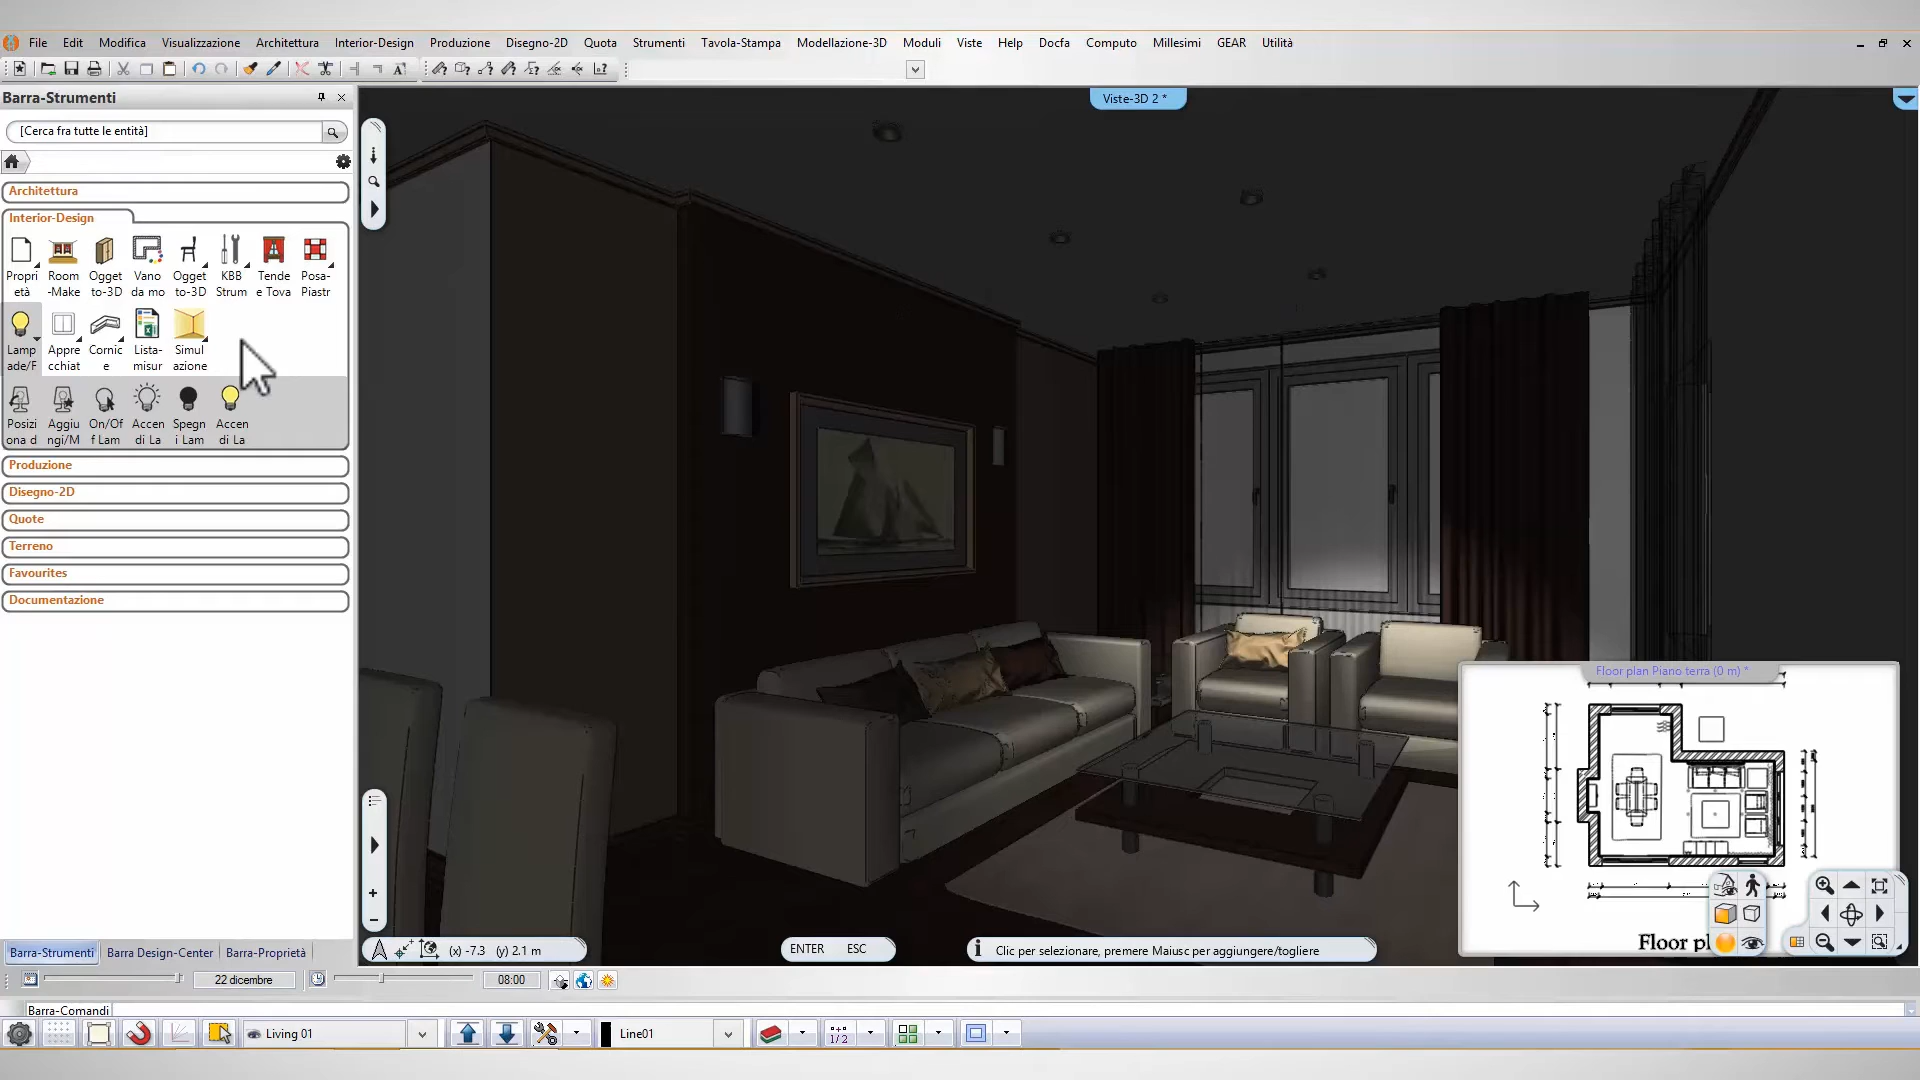 File Edit Modifica Visualizzazione Architettura Interior-Design Produzione Disegno-2D Quota Strumenti Tavola-Stampa Modellazione-3D Moduli Viste Help Docfa Computo Millesimi GEAR Utilità
Barra-Strumenti
[Cerca fra tutte le entità]
Architettura
Interior-Design
Propri Room Ogget Vano Ogget KBB Tende Posa-
età -Make to-3D da mo to-3D Strum e Tova Piastr
Lamp Appre Cornic Lista- Simul
ade/F cchiat e misur azione
Posizi Aggiu On/Of Accen Spegn Accen
ona d ngi/M f Lam di La i Lam di La
Produzione
Disegno-2D
Quote
Terreno
Favourites
Documentazione
Viste-3D 2 *
Floor plan Piano terra (0 m) *
Floor pl
(x) -7.3 (y) 2.1 m
ENTER ESC
Clic per selezionare, premere Maiusc per aggiungere/togliere
Barra-Strumenti Barra Design-Center Barra-Proprietà
22 dicembre
08:00
Barra-Comandi
Living 01
Line01
1/2